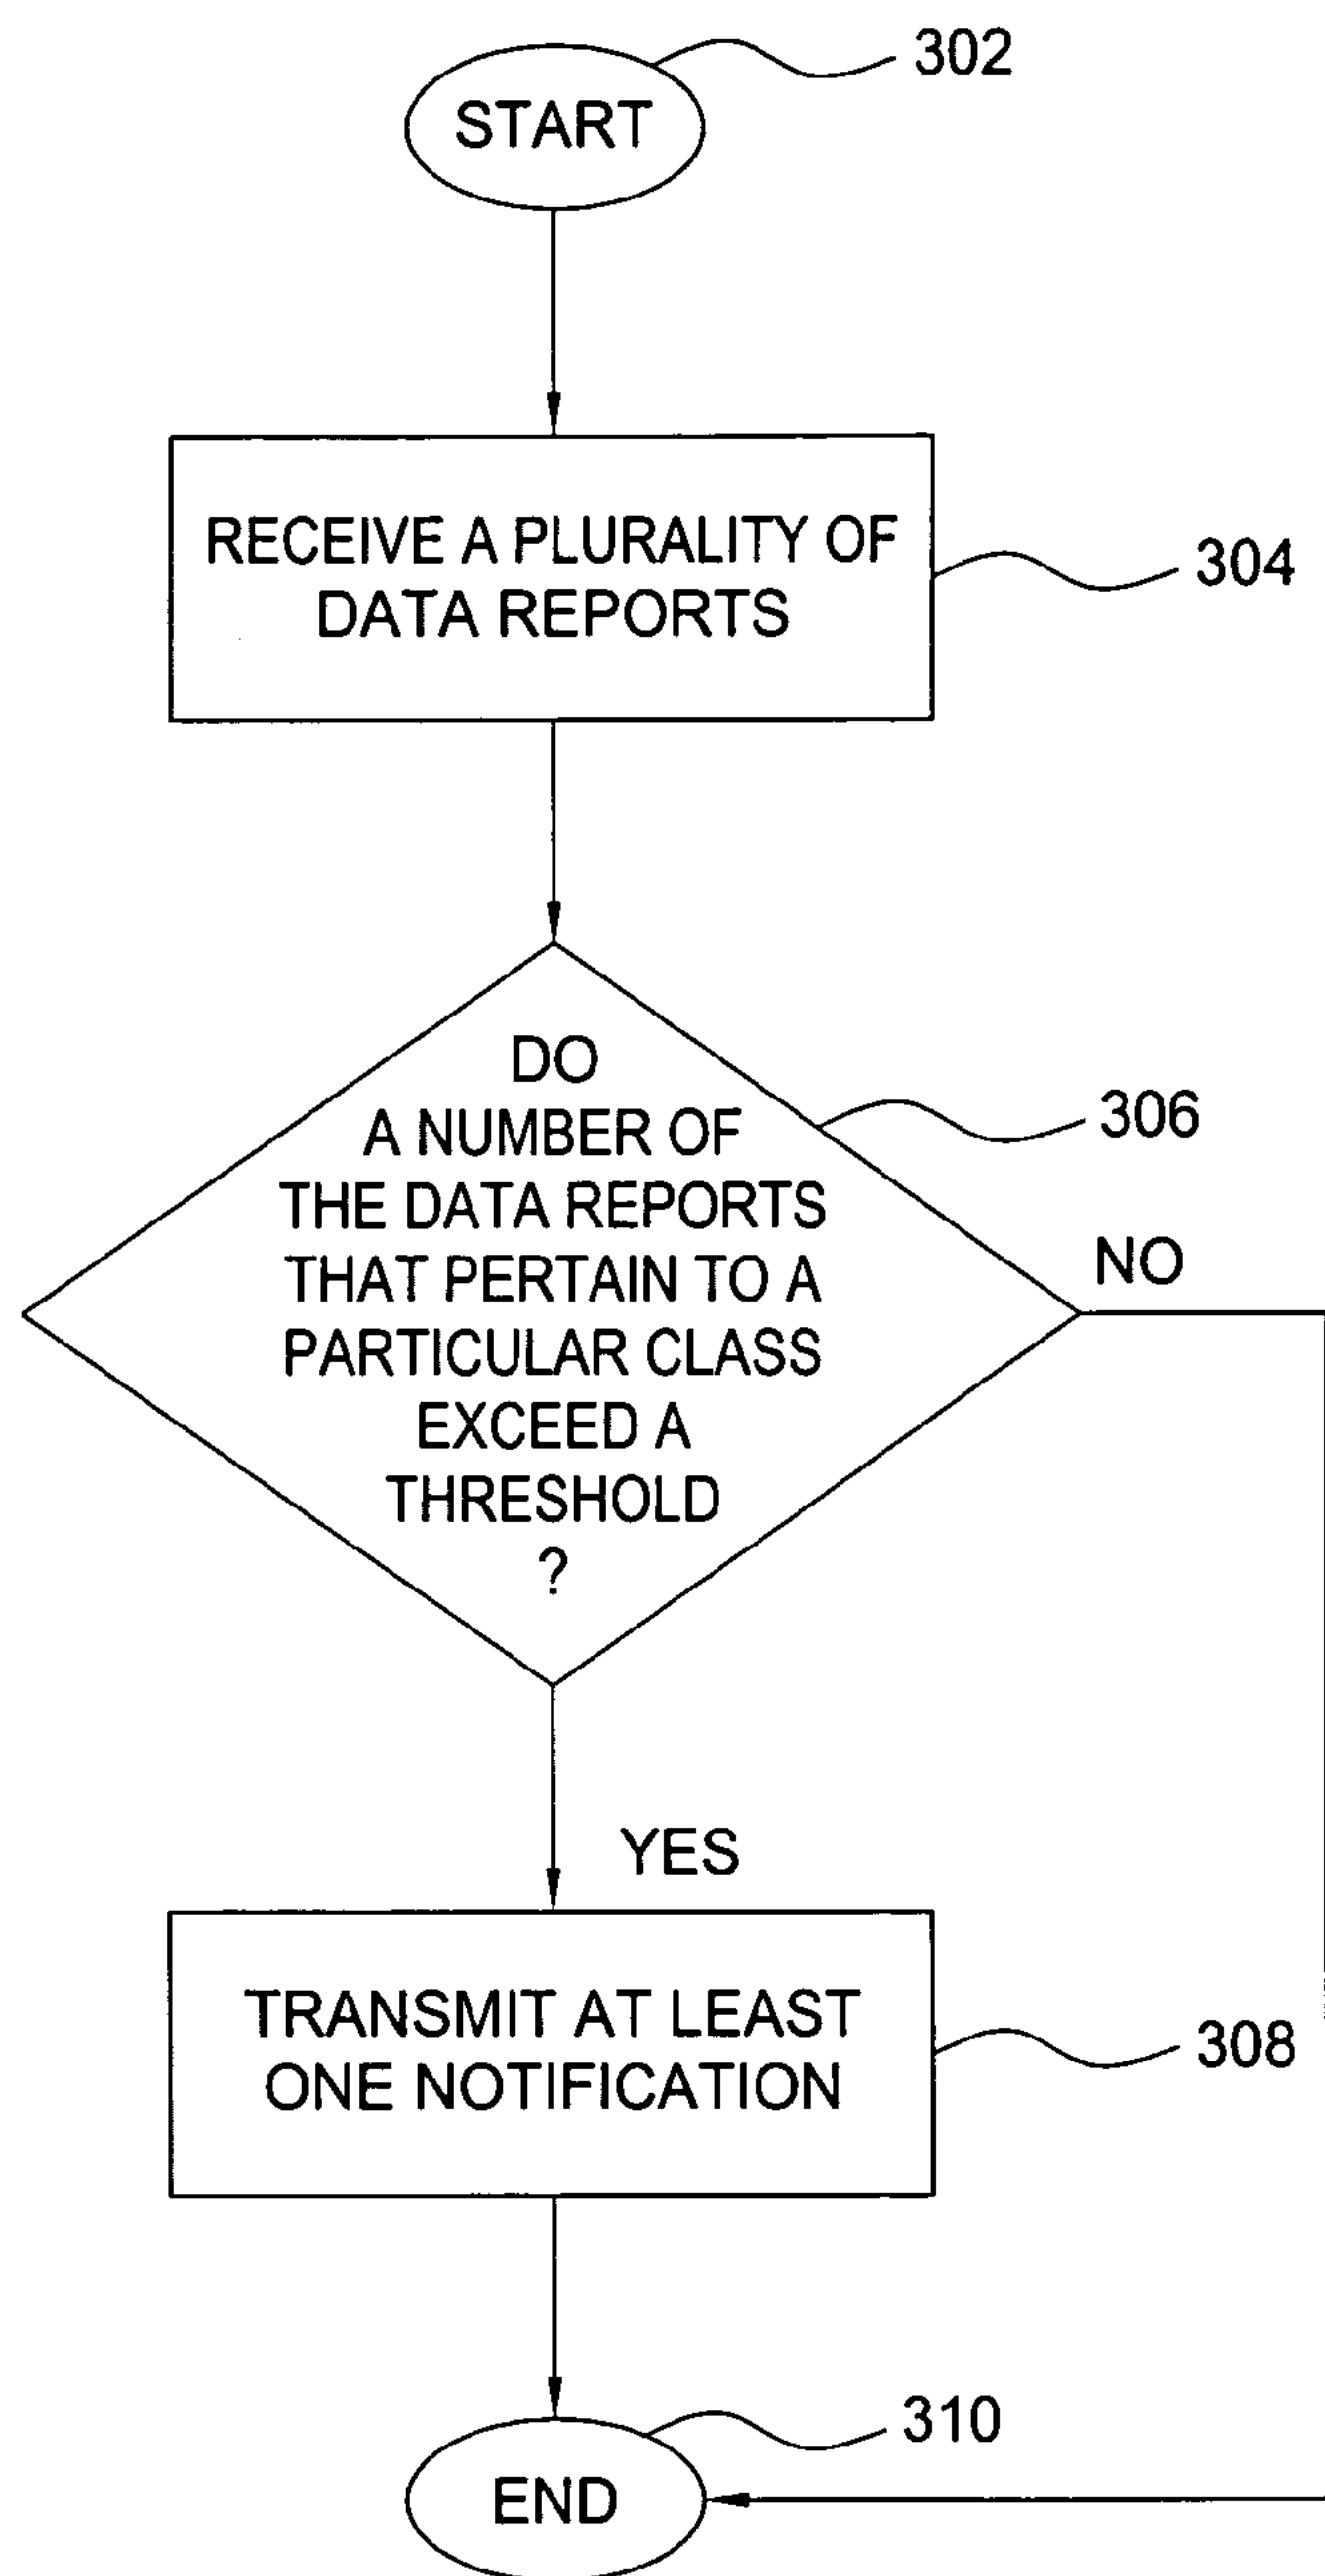 302
START
RECEIVE A PLURALITY OF
DATA REPORTS
304
DO
A NUMBER OF
THE DATA REPORTS
THAT PERTAIN TO A
PARTICULAR CLASS
EXCEED A
THRESHOLD
?
306
NO
YES
TRANSMIT AT LEAST
ONE NOTIFICATION
308
310
END